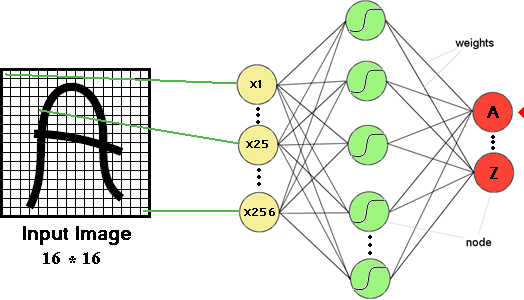 x1
x25
x256
weights
A
Z
node
Input Image
16 * 16